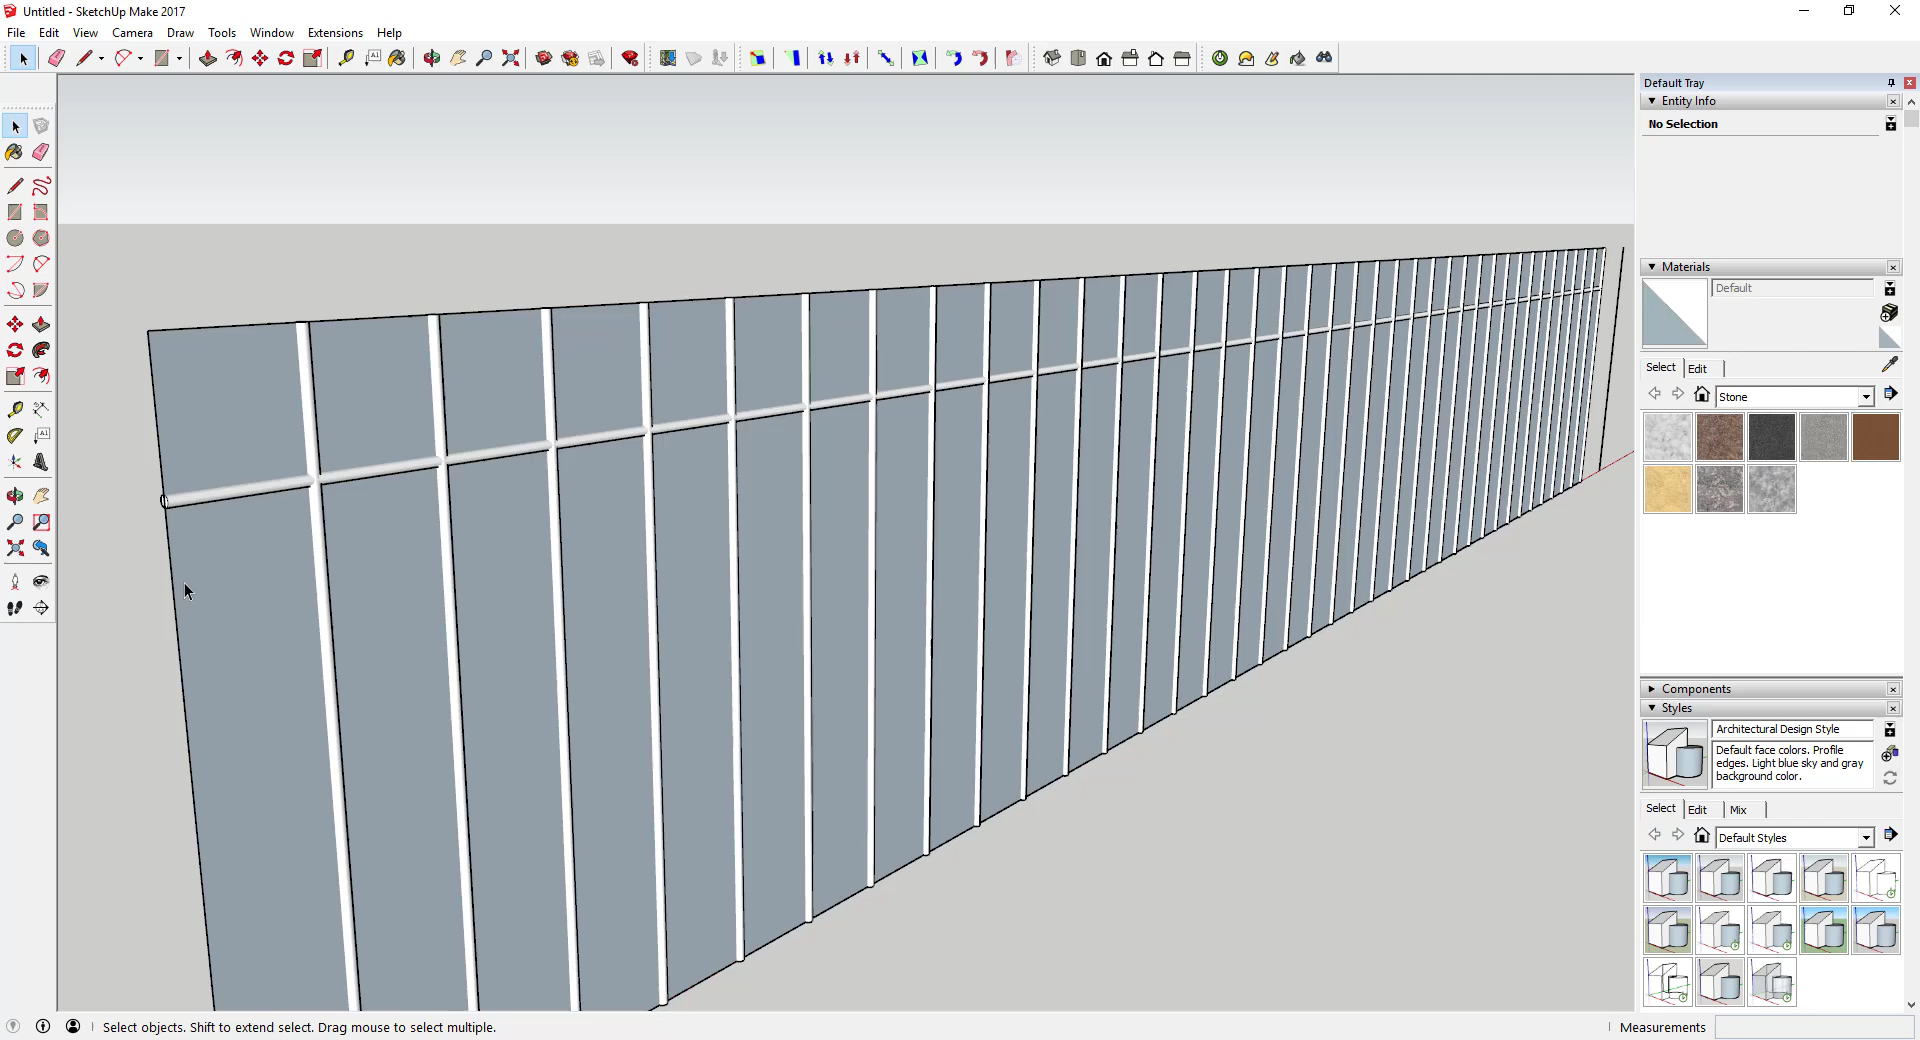 Untitled - SketchUp Make 2017
File Edit View Camera Draw Tools Window Extensions Help
Default Tray
Entity Info
No Selection
Materials
Default
Select Edit
Stone
Components
Styles
Architectural Design Style
Default face colors. Profile
edges. Light blue sky and gray
background color.
Select Edit Mix
Default Styles
Select objects. Shift to extend select. Drag mouse to select multiple.
Measurements